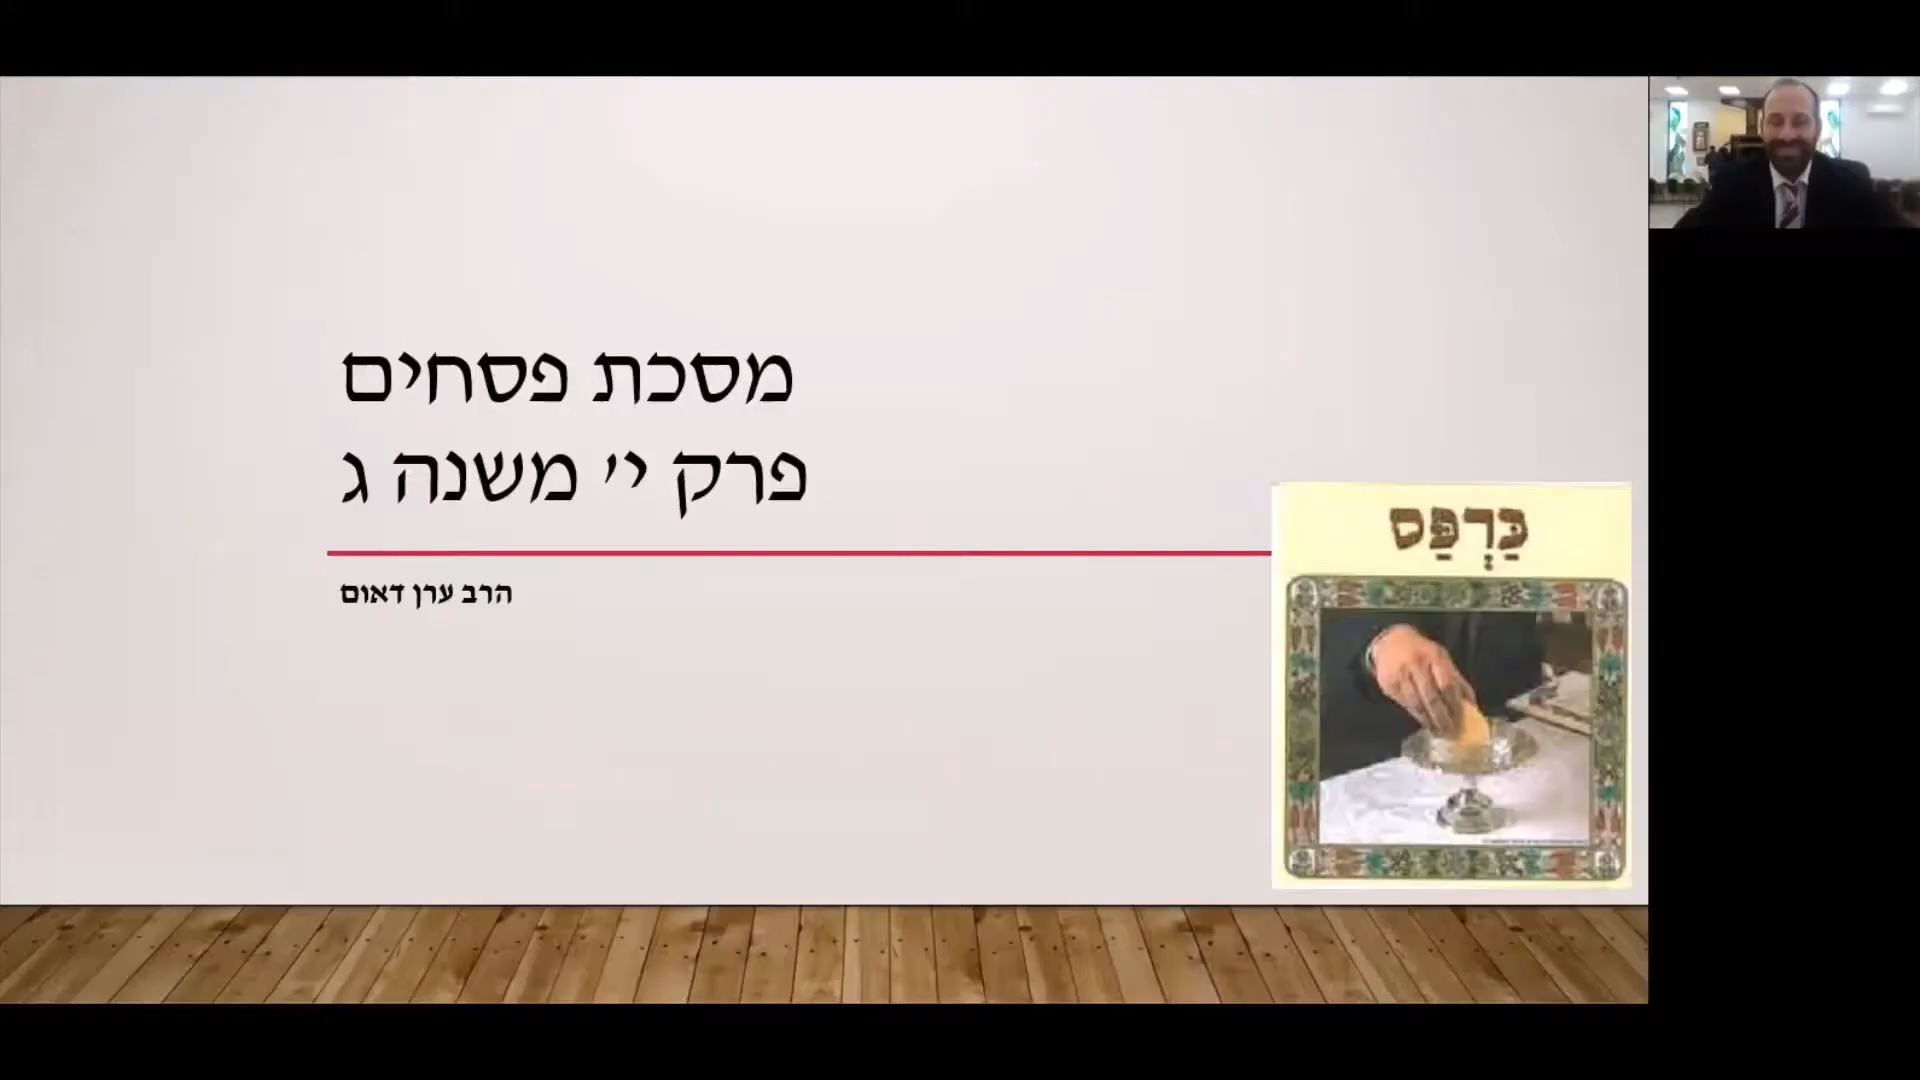 מסכת פסחים
פרק י׳ משנה ג
הרב ערן דאום
כַּרְפַּס